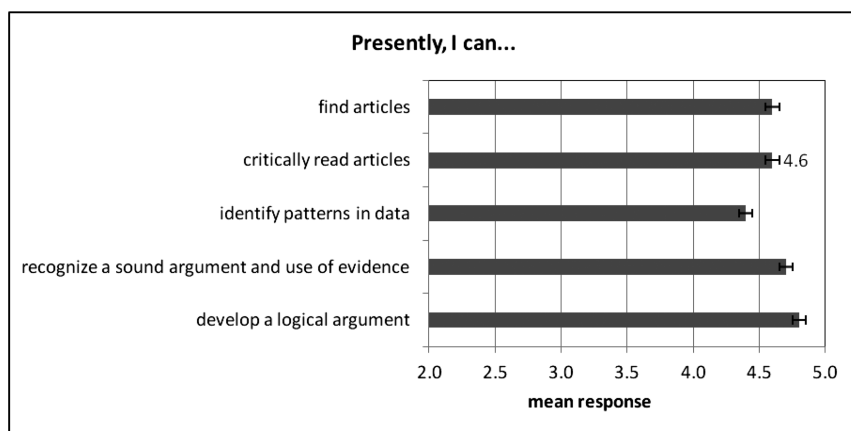 Presently, I can...
find articles
critically read articles
4.6
identify patterns in data
recognize a sound argument and use of evidence
develop a logical argument
2.0 2.5 3.0 3.5 4.0 4.5 5.0
mean response